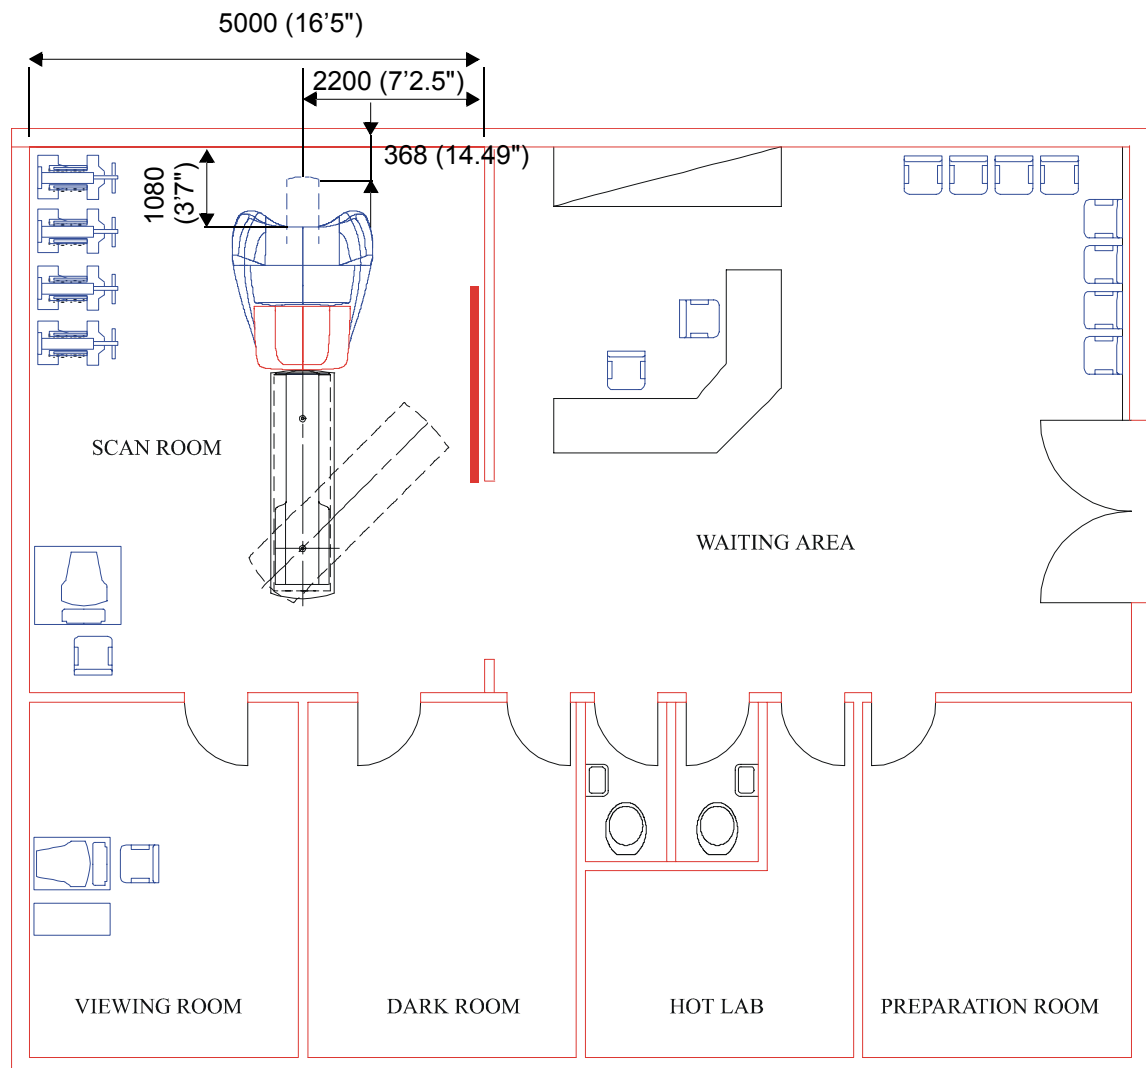 5000 (16’5")
2200 (7’2.5")
368 (14.49")
1080
(3’7")
SCAN ROOM
WAITING AREA
VIEWING ROOM
DARK ROOM
HOT LAB
PREPARATION ROOM